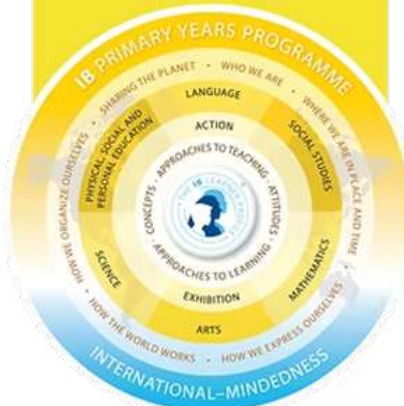 IB PRIMARY YEARS PROGRAMME
SHARING THE PLANET • WHO WE ARE • WHERE WE ARE IN PLACE AND TIME
• HOW WE EXPRESS OURSELVES • HOW THE WORLD WORKS • HOW WE ORGANIZE OURSELVES •
LANGUAGE
SOCIAL STUDIES
MATHEMATICS
ARTS
SCIENCE
PHYSICAL, SOCIAL AND
PERSONAL EDUCATION
ACTION
EXHIBITION
CONCEPTS • APPROACHES TO TEACHING • ATTITUDES
• APPROACHES TO LEARNING •
THE IB LEARNER PROFILE
INTERNATIONAL-MINDEDNESS